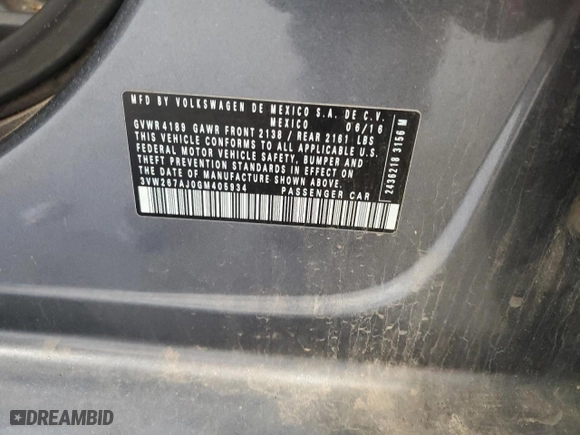 MFD BY VOLKSWAGEN DE MEXICO S.A. DE C.V.
MEXICO 06/16
GVWR 4189 GAWR FRONT 2138 / REAR 2161 LBS
THIS VEHICLE CONFORMS TO ALL APPLICABLE U.S.
FEDERAL MOTOR VEHICLE SAFETY, BUMPER AND
THEFT PREVENTION STANDARDS IN EFFECT ON
THE DATE OF MANUFACTURE SHOWN ABOVE.
3VW267AJ0GM405934 PASSENGER CAR
2436218 3156 M
DREAMBID